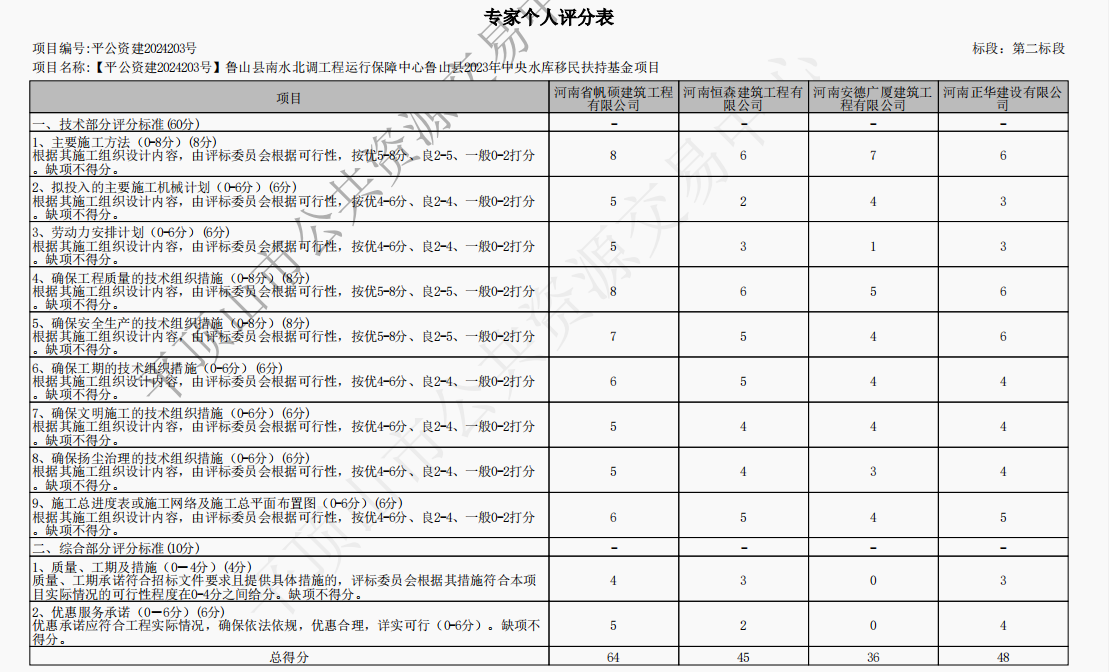 专家个人评分表
项目编号:平公资建2024203号 标段：第二标段
项目名称:【平公资建2024203号】鲁山县南水北调工程运行保障中心鲁山县2023年中央水库移民扶持基金项目
项目 河南省帆硕建筑工程有限公司 河南恒森建筑工程有限公司 河南安德广厦建筑工程有限公司 河南正华建设有限公司
一、技术部分评分标准(60分) - - - -
1、主要施工方法（0-8分）(8分)
根据其施工组织设计内容，由评标委员会根据可行性，按优5-8分、良2-5、一般0-2打分 8 6 7 6
。缺项不得分。
2、拟投入的主要施工机械计划（0-6分）(6分)
根据其施工组织设计内容，由评标委员会根据可行性，按优4-6分、良2-4、一般0-2打分 5 2 4 3
。缺项不得分。
3、劳动力安排计划（0-6分）(6分)
根据其施工组织设计内容，由评标委员会根据可行性，按优4-6分、良2-4、一般0-2打分 5 3 1 3
。缺项不得分。
4、确保工程质量的技术组织措施（0-8分）(8分)
根据其施工组织设计内容，由评标委员会根据可行性，按优5-8分、良2-5、一般0-2打分 8 6 5 6
。缺项不得分。
5、确保安全生产的技术组织措施（0-8分）(8分)
根据其施工组织设计内容，由评标委员会根据可行性，按优5-8分、良2-5、一般0-2打分 7 5 4 6
。缺项不得分。
6、确保工期的技术组织措施（0-6分）(6分)
根据其施工组织设计内容，由评标委员会根据可行性，按优4-6分、良2-4、一般0-2打分 6 5 4 4
。缺项不得分。
7、确保文明施工的技术组织措施（0-6分）(6分)
根据其施工组织设计内容，由评标委员会根据可行性，按优4-6分、良2-4、一般0-2打分 5 4 4 4
。缺项不得分。
8、确保扬尘治理的技术组织措施（0-6分）(6分)
根据其施工组织设计内容，由评标委员会根据可行性，按优4-6分、良2-4、一般0-2打分 5 4 3 4
。缺项不得分。
9、施工总进度表或施工网络及施工总平面布置图（0-6分）(6分)
根据其施工组织设计内容，由评标委员会根据可行性，按优4-6分、良2-4、一般0-2打分 6 5 4 5
。缺项不得分。
二、综合部分评分标准(10分) - - - -
1、质量、工期及措施（0—4分）(4分)
质量、工期承诺符合招标文件要求且提供具体措施的，评标委员会根据其措施符合本项 4 3 0 3
目实际情况的可行性程度在0-4分之间给分。缺项不得分。
2、优惠服务承诺（0—6分）(6分)
优惠承诺应符合工程实际情况，确保依法依规，优惠合理，详实可行（0-6分）。缺项不 5 2 0 4
得分。
总得分 64 45 36 48
平顶山市公共资源交易中心
平顶山市公共资源交易中心